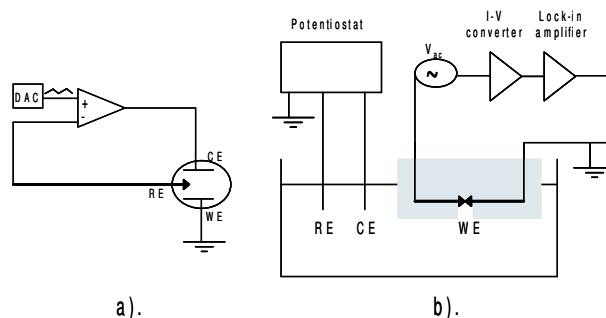 DAC
+
-
CE
RE
WE
a).
Potentiostat
V ac
~
I-V
converter
Lock-in
amplifier
RE
CE
WE
b).